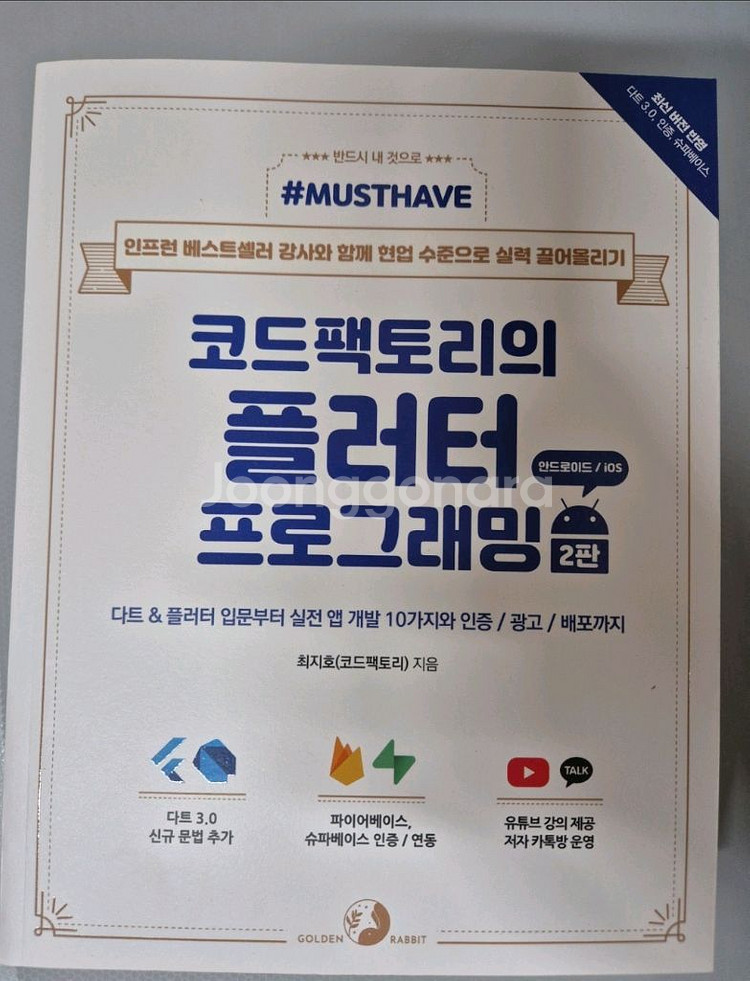 최신 버전 반영
다트 3.0, 인증, 슈파베이스
★★★ 반드시 내 것으로 ★★★
#MUSTHAVE
인프런 베스트셀러 강사와 함께 현업 수준으로 실력 끌어올리기
코드팩토리의
플러터
안드로이드 / iOS
Joonggonara
프로그래밍
2판
다트 & 플러터 입문부터 실전 앱 개발 10가지와 인증 / 광고 / 배포까지
최지호(코드팩토리) 지음
TALK
다트 3.0
신규 문법 추가
파이어베이스,
슈파베이스 인증 / 연동
유튜브 강의 제공
저자 카톡방 운영
GOLDEN RABBIT